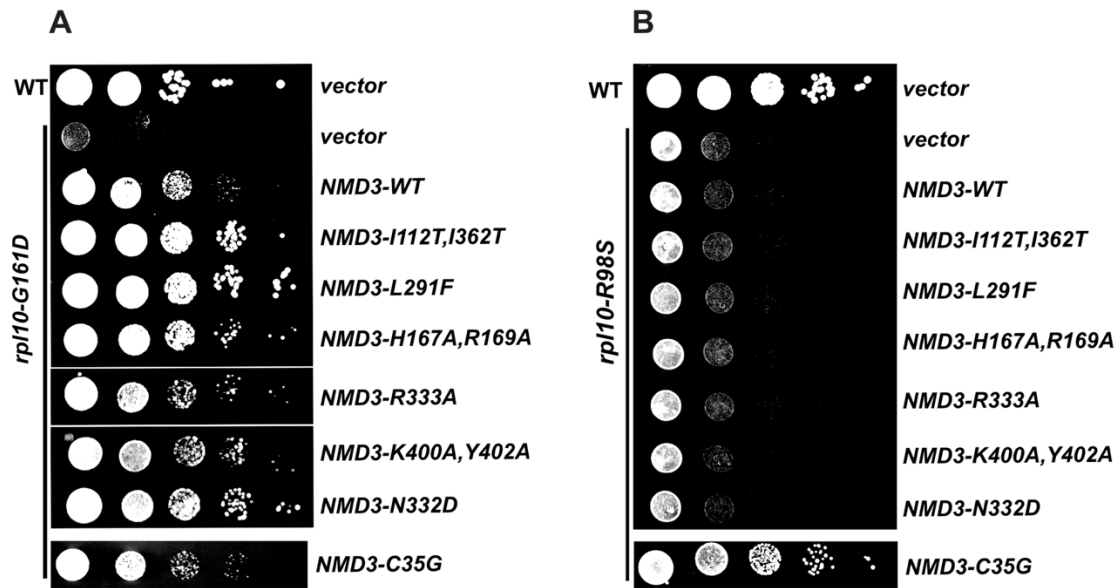 A
WT
vector
vector
NMD3-WT
NMD3-I112T,I362T
NMD3-L291F
NMD3-H167A,R169A
NMD3-R333A
NMD3-K400A,Y402A
NMD3-N332D
NMD3-C35G
rpl10-G161D
B
WT
vector
vector
NMD3-WT
NMD3-I112T,I362T
NMD3-L291F
NMD3-H167A,R169A
NMD3-R333A
NMD3-K400A,Y402A
NMD3-N332D
NMD3-C35G
rpl10-R98S